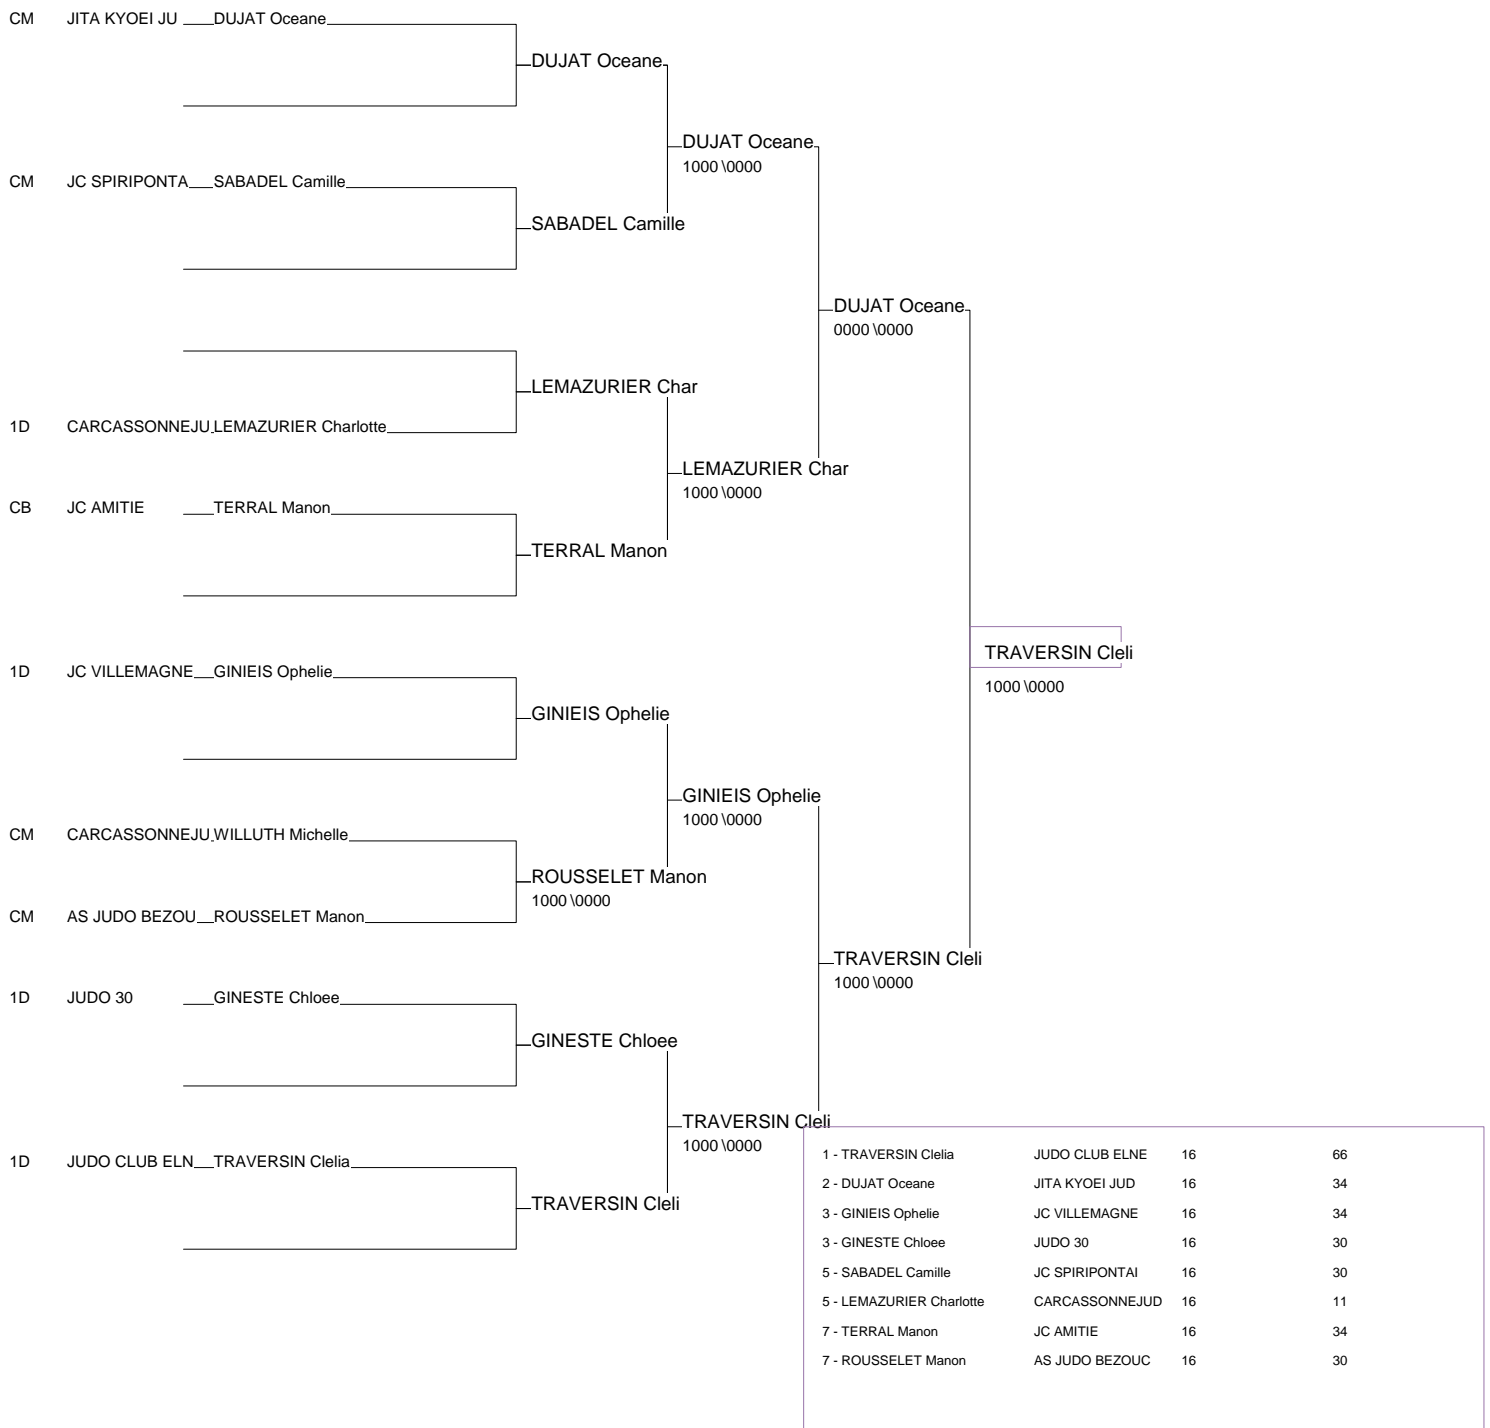 CM JITA KYOEI JU DUJAT Oceane
DUJAT Oceane
DUJAT Oceane
1000 \0000
CM JC SPIRIPONTA SABADEL Camille
SABADEL Camille
DUJAT Oceane
0000 \0000
LEMAZURIER Char
1D CARCASSONNEJU LEMAZURIER Charlotte
LEMAZURIER Char
1000 \0000
CB JC AMITIE TERRAL Manon
TERRAL Manon
TRAVERSIN Cleli
1000 \0000
1D JC VILLEMAGNE GINIEIS Ophelie
GINIEIS Ophelie
GINIEIS Ophelie
1000 \0000
CM CARCASSONNEJU WILLUTH Michelle
ROUSSELET Manon
1000 \0000
CM AS JUDO BEZOU ROUSSELET Manon
TRAVERSIN Cleli
1000 \0000
1D JUDO 30 GINESTE Chloee
GINESTE Chloee
TRAVERSIN Cleli
1000 \0000
1D JUDO CLUB ELN TRAVERSIN Clelia
TRAVERSIN Cleli
1 - TRAVERSIN Clelia JUDO CLUB ELNE 16 66
2 - DUJAT Oceane JITA KYOEI JUD 16 34
3 - GINIEIS Ophelie JC VILLEMAGNE 16 34
3 - GINESTE Chloee JUDO 30 16 30
5 - SABADEL Camille JC SPIRIPONTAI 16 30
5 - LEMAZURIER Charlotte CARCASSONNEJUD 16 11
7 - TERRAL Manon JC AMITIE 16 34
7 - ROUSSELET Manon AS JUDO BEZOUC 16 30